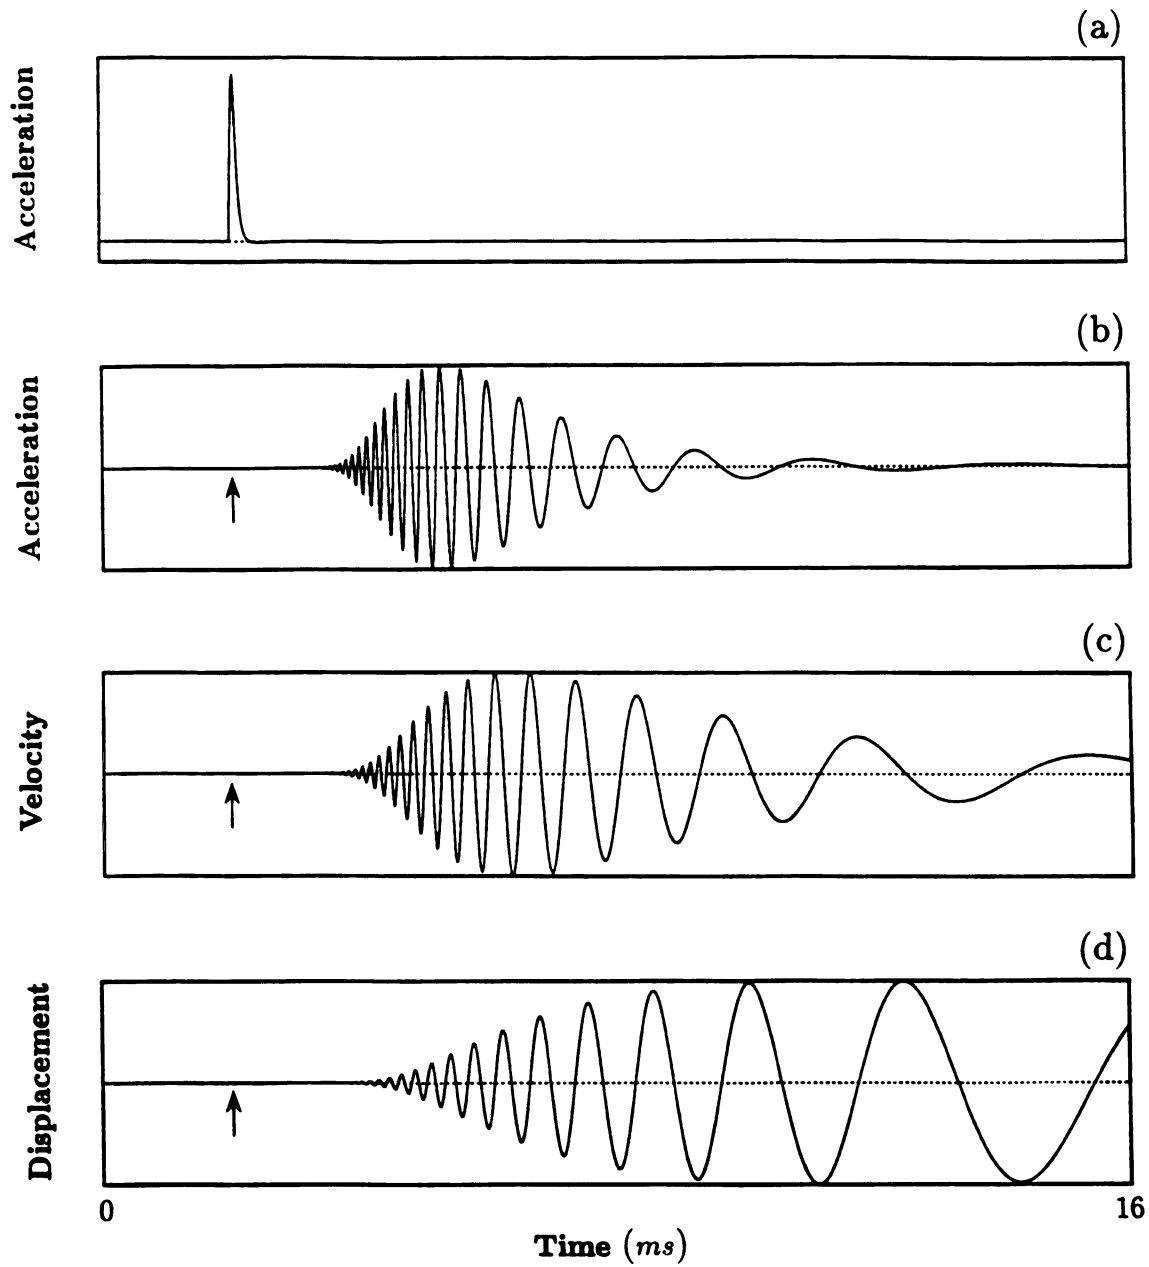 (a)
Acceleration
(b)
Acceleration
(c)
Velocity
(d)
Displacement
0
16
Time (ms)